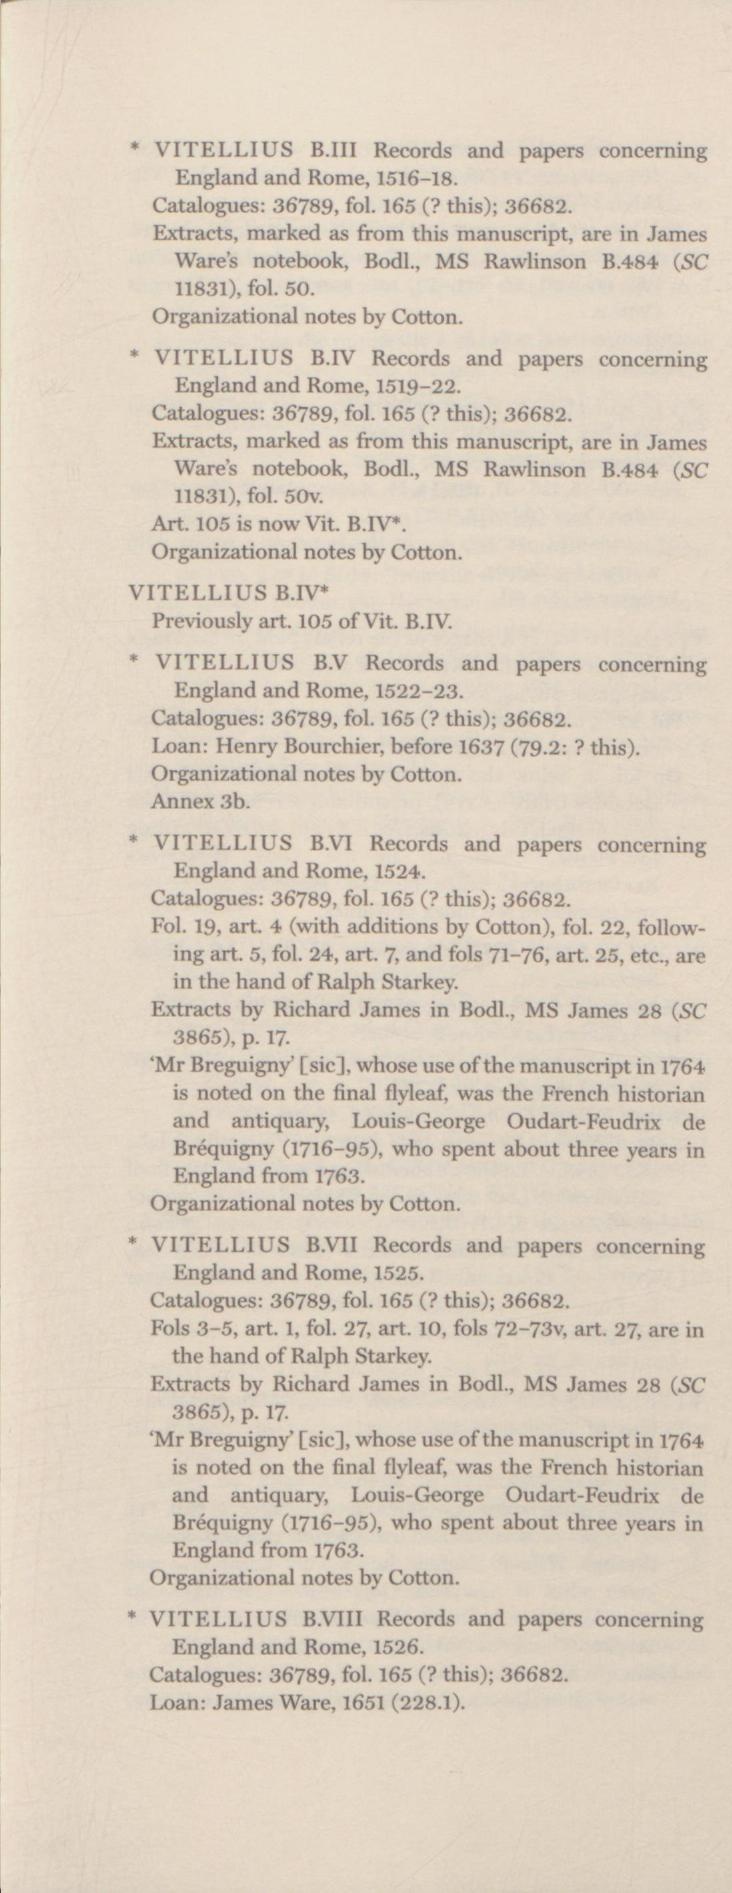 * VITELLIUS B.III Records and papers concerning
England and Rome, 1516–18.
Catalogues: 36789, fol. 165 (? this); 36682.
Extracts, marked as from this manuscript, are in James
Ware's notebook, Bodl., MS Rawlinson B.484 (SC
11831), fol. 50.
Organizational notes by Cotton.
* VITELLIUS B.IV Records and papers concerning
England and Rome, 1519–22.
Catalogues: 36789, fol. 165 (? this); 36682.
Extracts, marked as from this manuscript, are in James
Ware's notebook, Bodl., MS Rawlinson B.484 (SC
11831), fol. 50v.
Art. 105 is now Vit. B.IV*.
Organizational notes by Cotton.
VITELLIUS B.IV*
Previously art. 105 of Vit. B.IV.
* VITELLIUS B.V Records and papers concerning
England and Rome, 1522–23.
Catalogues: 36789, fol. 165 (? this); 36682.
Loan: Henry Bourchier, before 1637 (79.2: ? this).
Organizational notes by Cotton.
Annex 3b.
* VITELLIUS B.VI Records and papers concerning
England and Rome, 1524.
Catalogues: 36789, fol. 165 (? this); 36682.
Fol. 19, art. 4 (with additions by Cotton), fol. 22, follow-
ing art. 5, fol. 24, art. 7, and fols 71–76, art. 25, etc., are
in the hand of Ralph Starkey.
Extracts by Richard James in Bodl., MS James 28 (SC
3865), p. 17.
'Mr Breguigny' [sic], whose use of the manuscript in 1764
is noted on the final flyleaf, was the French historian
and antiquary, Louis-George Oudart-Feudrix de
Bréquigny (1716–95), who spent about three years in
England from 1763.
Organizational notes by Cotton.
* VITELLIUS B.VII Records and papers concerning
England and Rome, 1525.
Catalogues: 36789, fol. 165 (? this); 36682.
Fols 3–5, art. 1, fol. 27, art. 10, fols 72–73v, art. 27, are in
the hand of Ralph Starkey.
Extracts by Richard James in Bodl., MS James 28 (SC
3865), p. 17.
'Mr Breguigny' [sic], whose use of the manuscript in 1764
is noted on the final flyleaf, was the French historian
and antiquary, Louis-George Oudart-Feudrix de
Bréquigny (1716–95), who spent about three years in
England from 1763.
Organizational notes by Cotton.
* VITELLIUS B.VIII Records and papers concerning
England and Rome, 1526.
Catalogues: 36789, fol. 165 (? this); 36682.
Loan: James Ware, 1651 (228.1).